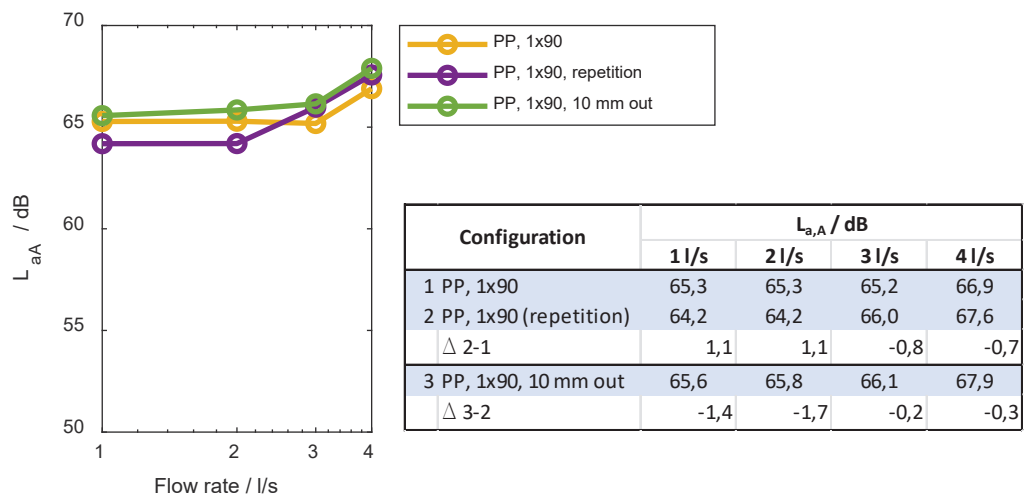 70
65
60
55
50
L aA / dB
1 2 3 4
Flow rate / l/s
PP, 1x90
PP, 1x90, repetition
PP, 1x90, 10 mm out
Configuration La,A / dB
1 l/s 2 l/s 3 l/s 4 l/s
1 PP, 1x90 65,3 65,3 65,2 66,9
2 PP, 1x90 (repetition) 64,2 64,2 66,0 67,6
Δ 2-1 1,1 1,1 -0,8 -0,7
3 PP, 1x90, 10 mm out 65,6 65,8 66,1 67,9
Δ 3-2 -1,4 -1,7 -0,2 -0,3